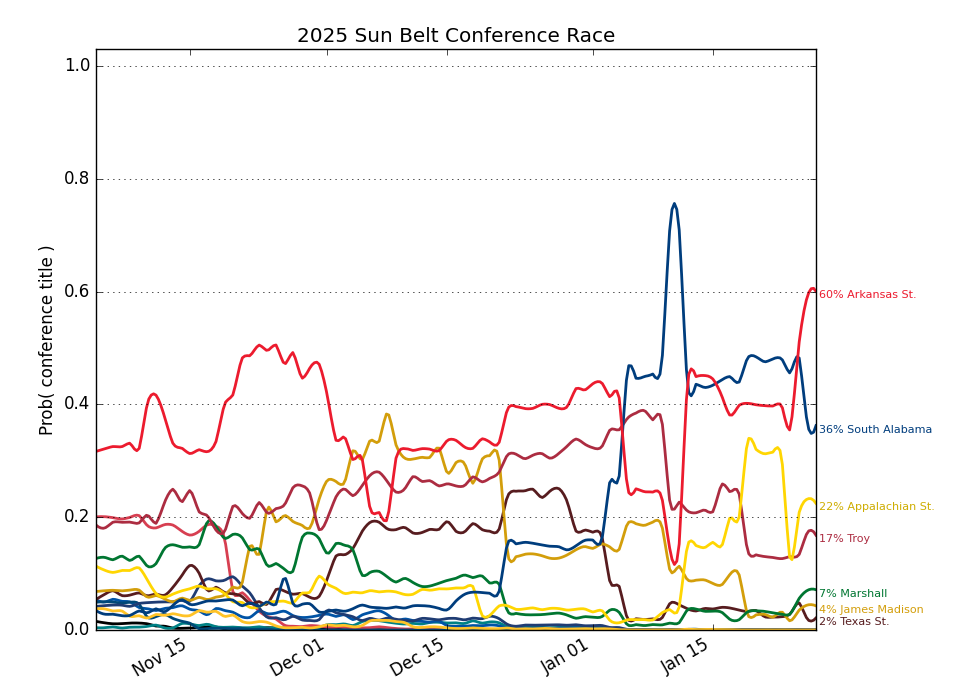 2025 Sun Belt Conference Race
1.0
0.8
0.6
0.4
0.2
0.0
Prob( conference title )
Nov 15
Dec 01
Dec 15
Jan 01
Jan 15
60% Arkansas St.
36% South Alabama
22% Appalachian St.
17% Troy
7% Marshall
4% James Madison
2% Texas St.